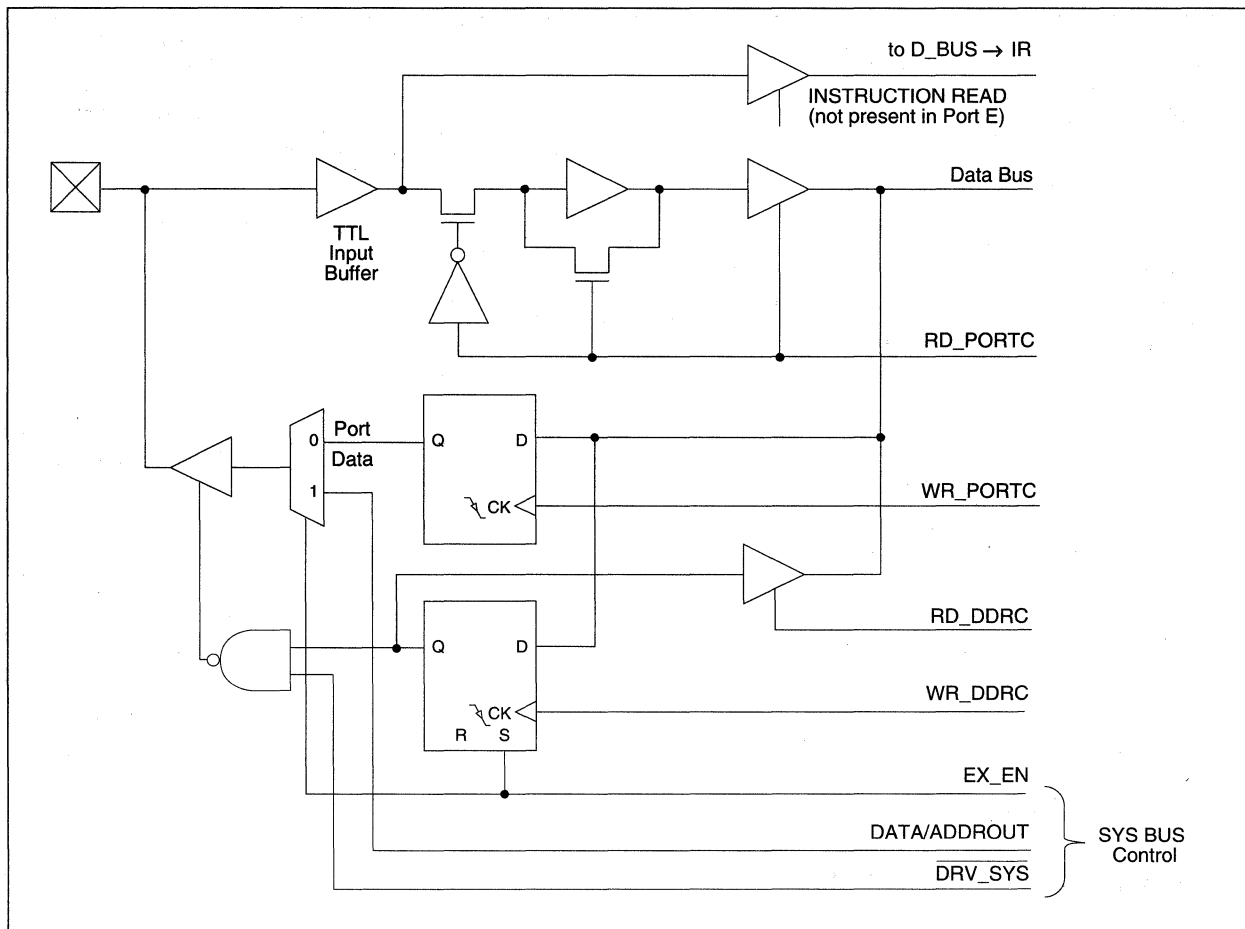 to D_BUS → IR
INSTRUCTION READ
(not present in Port E)
Data Bus
TTL
Input
Buffer
RD_PORTC
0
Port
Data
1
Q
D
CK
WR_PORTC
RD_DDRC
Q
D
CK
R
S
WR_DDRC
EX_EN
DATA/ADDROUT
DRV_SYS
SYS BUS
Control